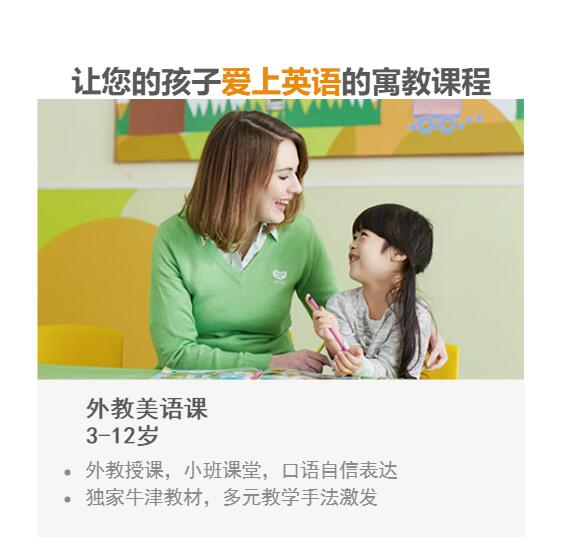 让您的孩子爱上英语的寓教课程
外教美语课
3-12岁
外教授课，小班课堂，口语自信表达
独家牛津教材，多元教学手法激发